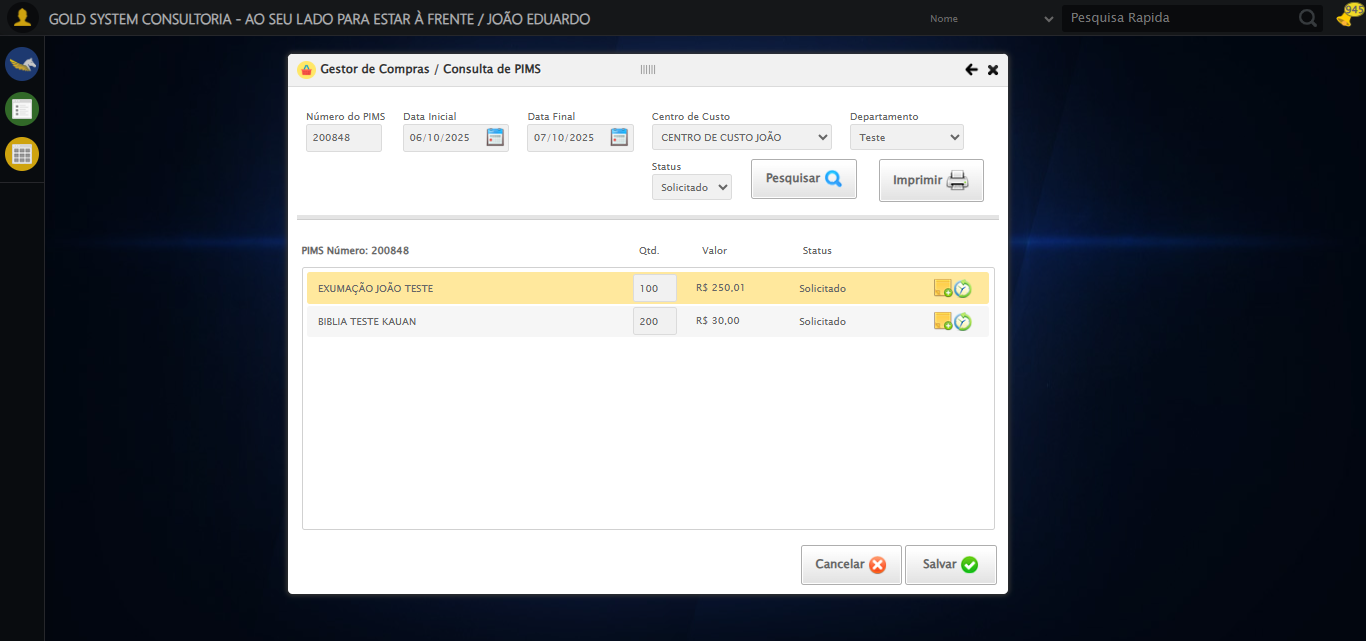 GOLD SYSTEM CONSULTORIA - AO SEU LADO PARA ESTAR À FRENTE / JOÃO EDUARDO
Nome
Pesquisa Rapida
945
Gestor de Compras / Consulta de PIMS
Número do PIMS Data Inicial Data Final Centro de Custo Departamento
200848 06/10/2025 07/10/2025 CENTRO DE CUSTO JOÃO Teste
Status
Solicitado Pesquisar Imprimir
PIMS Número: 200848 Qtd. Valor Status
EXUMAÇÃO JOÃO TESTE 100 R$ 250,01 Solicitado
BIBLIA TESTE KAUAN 200 R$ 30,00 Solicitado
Cancelar Salvar